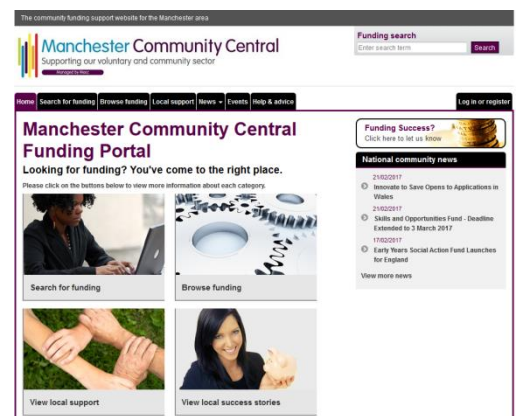 The community funding support website for the Manchester area
Manchester Community Central
Supporting our voluntary and community sector
Managed by Macc
Funding search
Enter search term
Search
Home Search for funding Browse funding Local support News Events Help & advice Log in or register
Manchester Community Central
Funding Portal
Looking for funding? You've come to the right place.
Please click on the buttons below to view more information about each category.
Search for funding
Browse funding
View local support
View local success stories
Funding Success?
Click here to let us know
National community news
21/02/2017
Innovate to Save Opens to Applications in
Wales
21/02/2017
Skills and Opportunities Fund - Deadline
Extended to 3 March 2017
17/02/2017
Early Years Social Action Fund Launches
for England
View more news